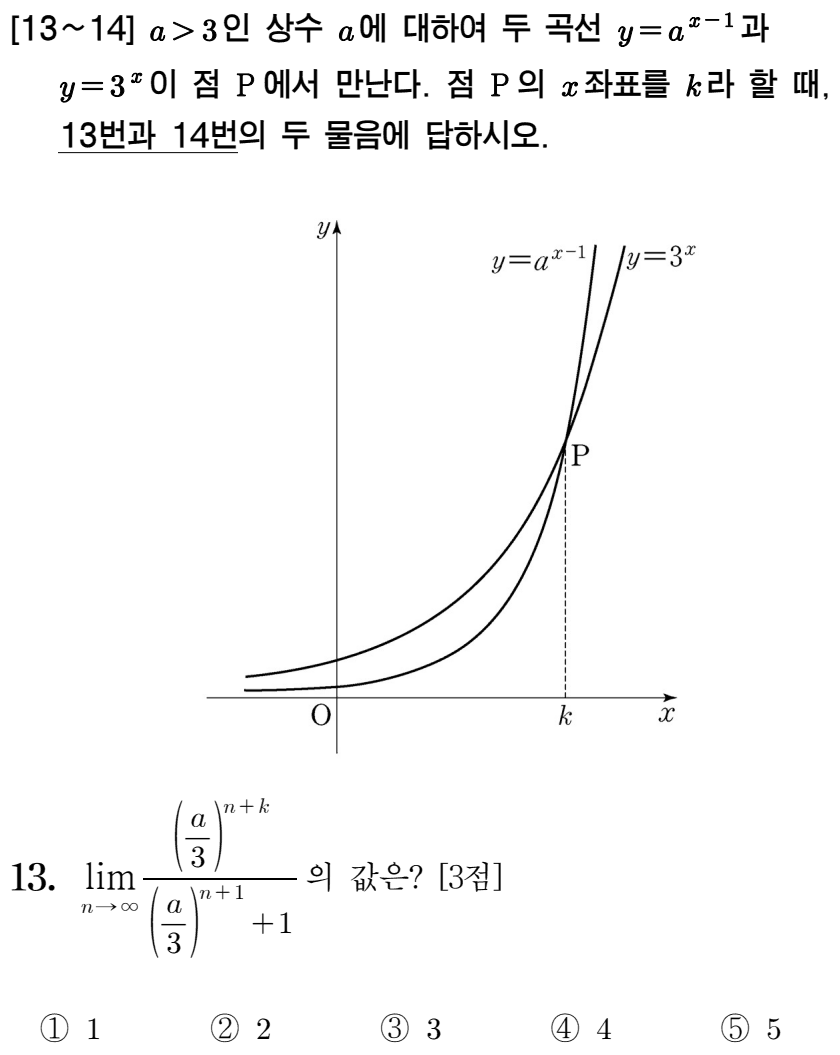 [13~14] a>3인 상수 a에 대하여 두 곡선 y=a^{x-1}과
y=3^x이 점 P에서 만난다. 점 P의 x좌표를 k라 할 때,
13번과 14번의 두 물음에 답하시오.
y
y=a^{x-1} y=3^x
P
O k x
13. \lim_{n→∞} \frac{(\frac{a}{3})^{n+k}}{(\frac{a}{3})^{n+1}+1} 의 값은? [3점]
① 1 ② 2 ③ 3 ④ 4 ⑤ 5